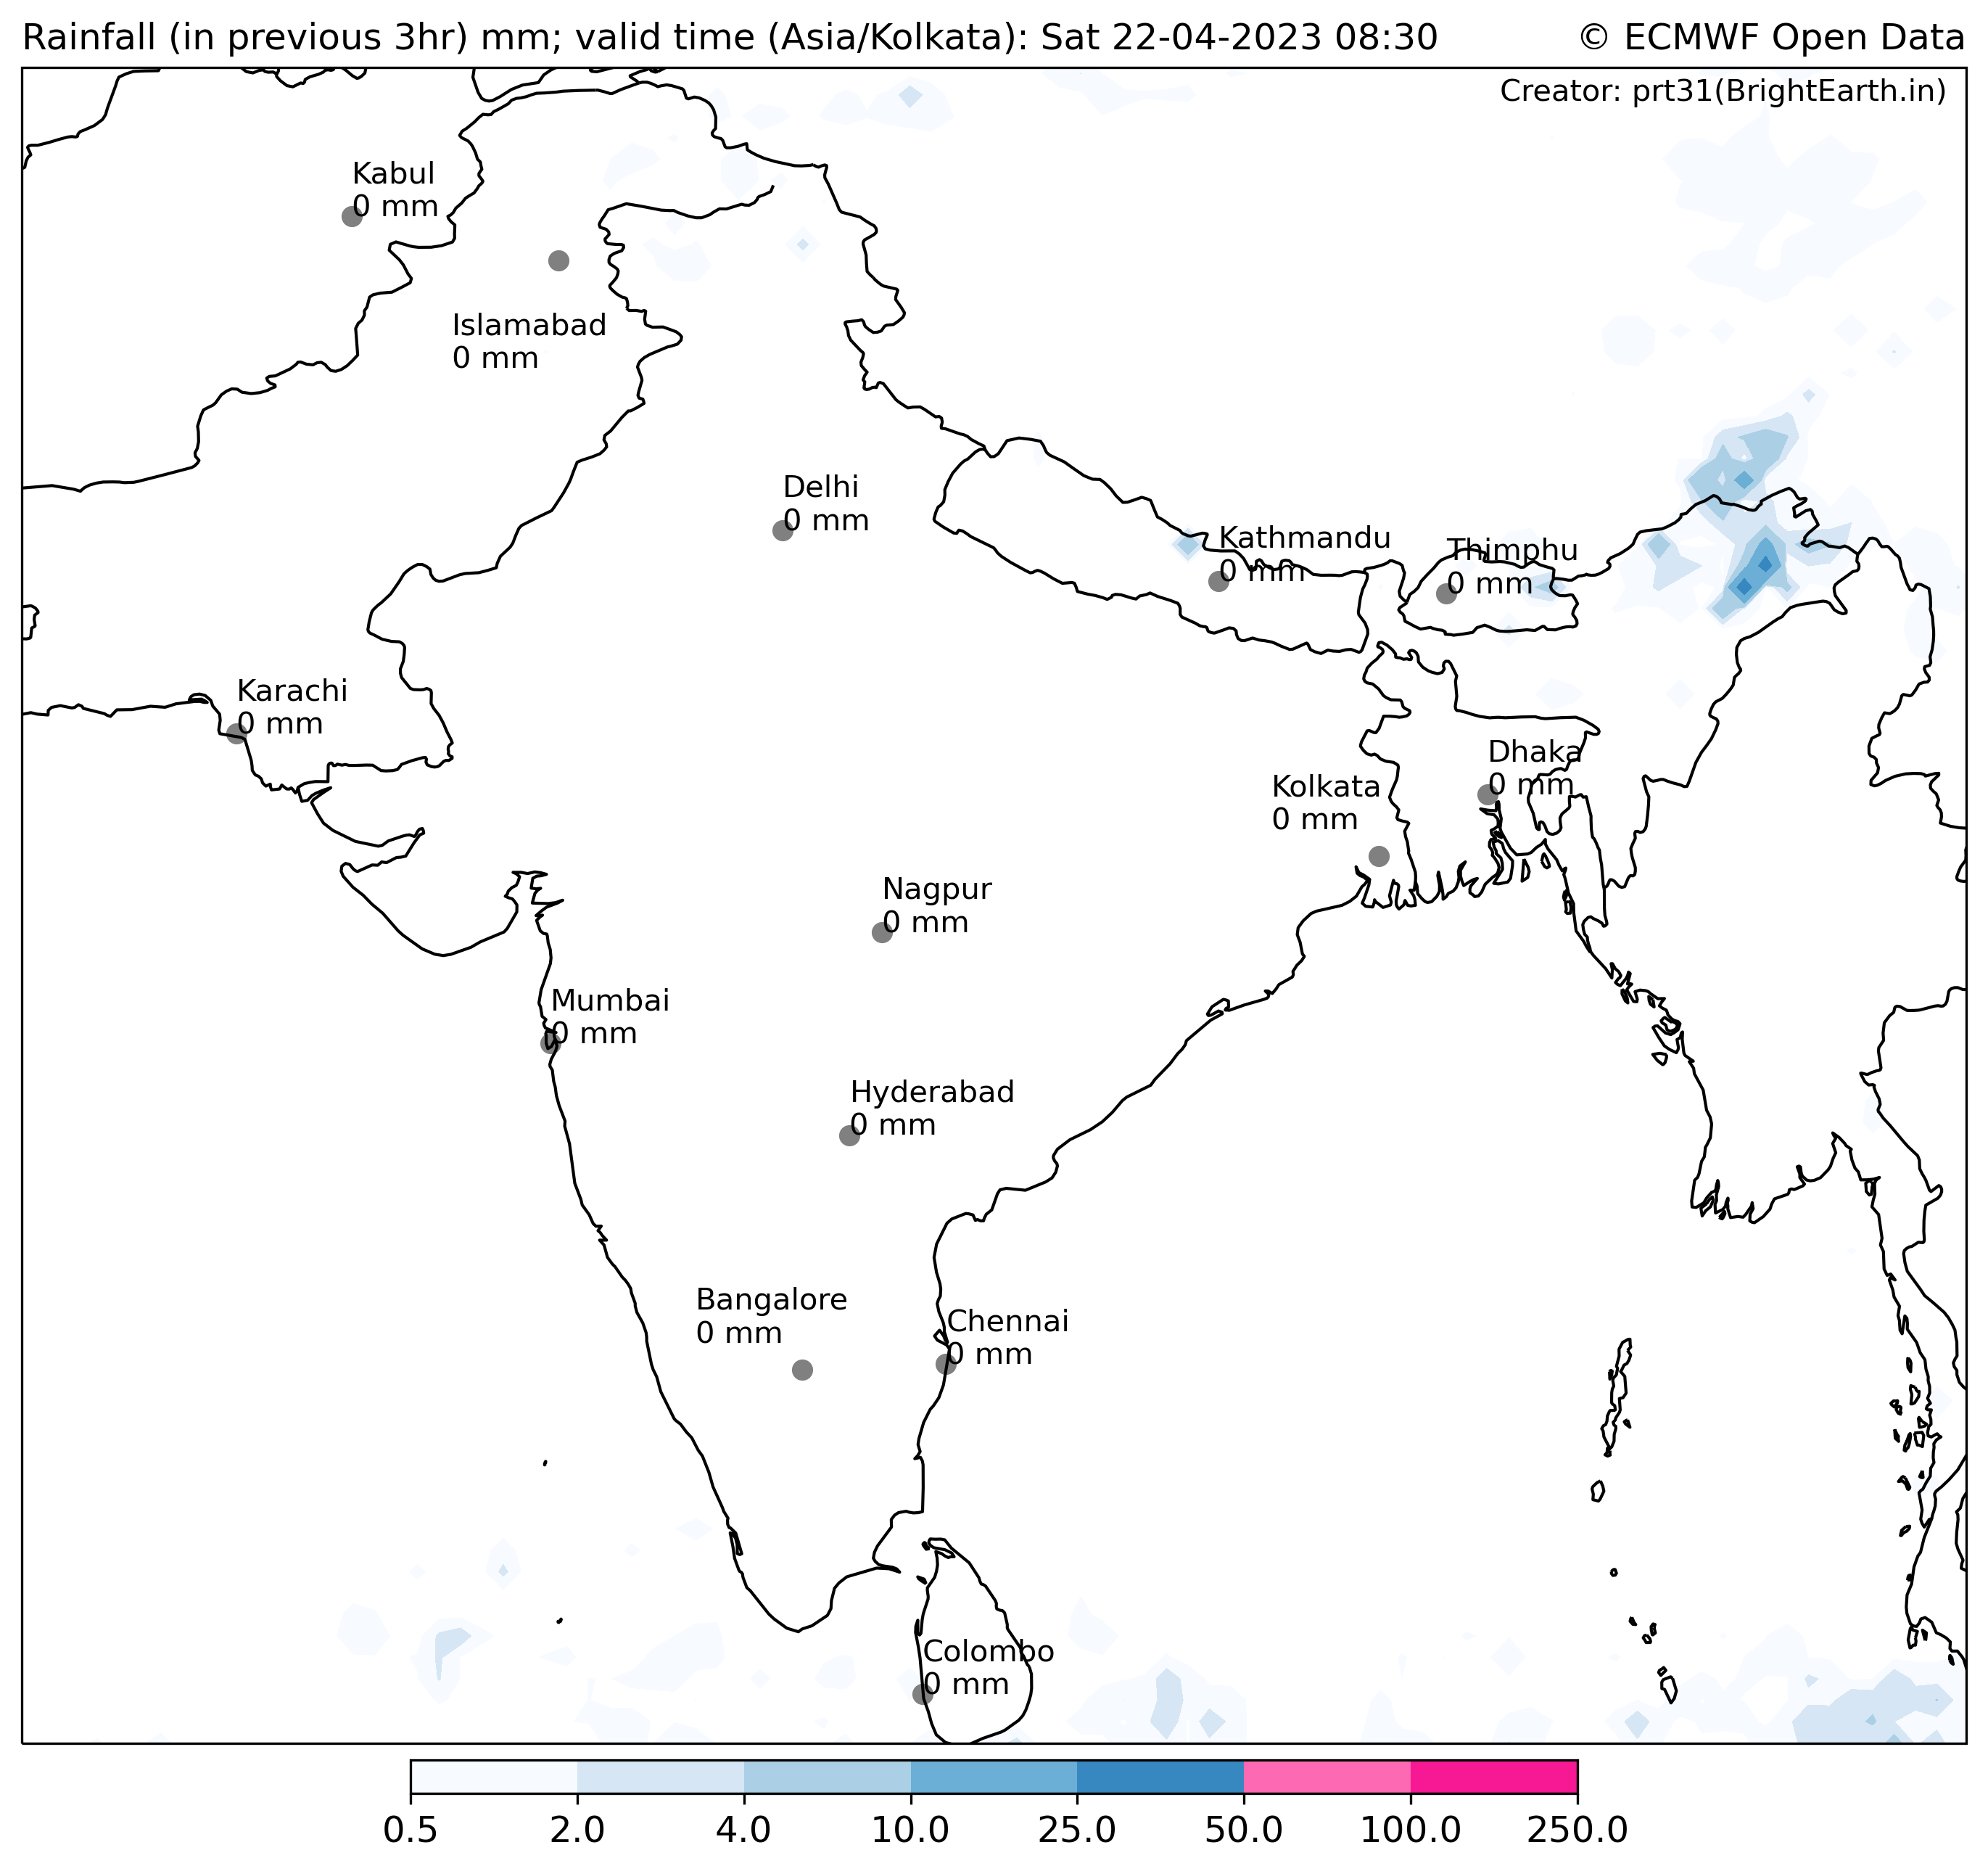 Rainfall (in previous 3hr) mm; valid time (Asia/Kolkata): Sat 22-04-2023 08:30
© ECMWF Open Data
Creator: prt31(BrightEarth.in)
Kabul
0 mm
Islamabad
0 mm
Delhi
0 mm
Kathmandu
0 mm
Thimphu
0 mm
Karachi
0 mm
Dhaka
0 mm
Kolkata
0 mm
Nagpur
0 mm
Mumbai
0 mm
Hyderabad
0 mm
Bangalore
0 mm
Chennai
0 mm
Colombo
0 mm
0.5 2.0 4.0 10.0 25.0 50.0 100.0 250.0